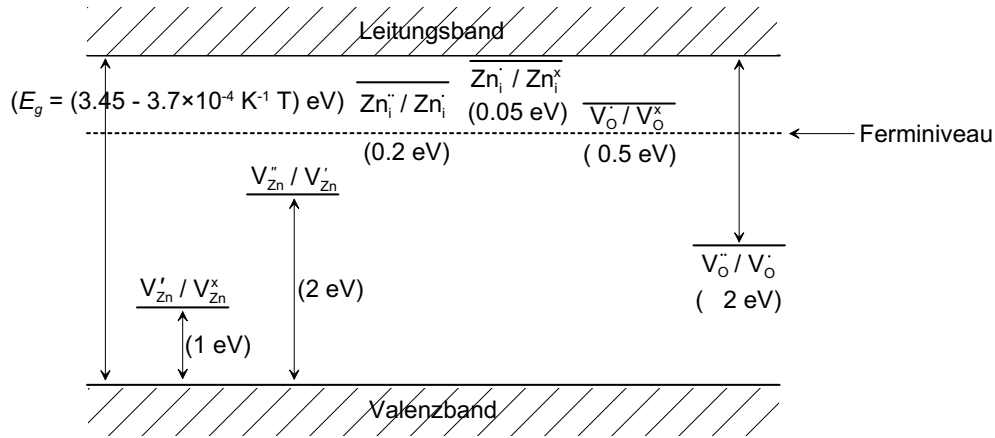 Leitungsband
(E_g = (3.45 - 3.7×10⁻⁴ K⁻¹ T) eV)
Zn_i^¨ / Zn_i^˙
(0.2 eV)
Zn_i^˙ / Zn_i^x
(0.05 eV)
V_O^˙ / V_O^x
( 0.5 eV)
Ferminiveau
V_Zn^″ / V_Zn^′
(2 eV)
V_O^¨ / V_O^˙
( 2 eV)
V_Zn^′ / V_Zn^x
(1 eV)
Valenzband